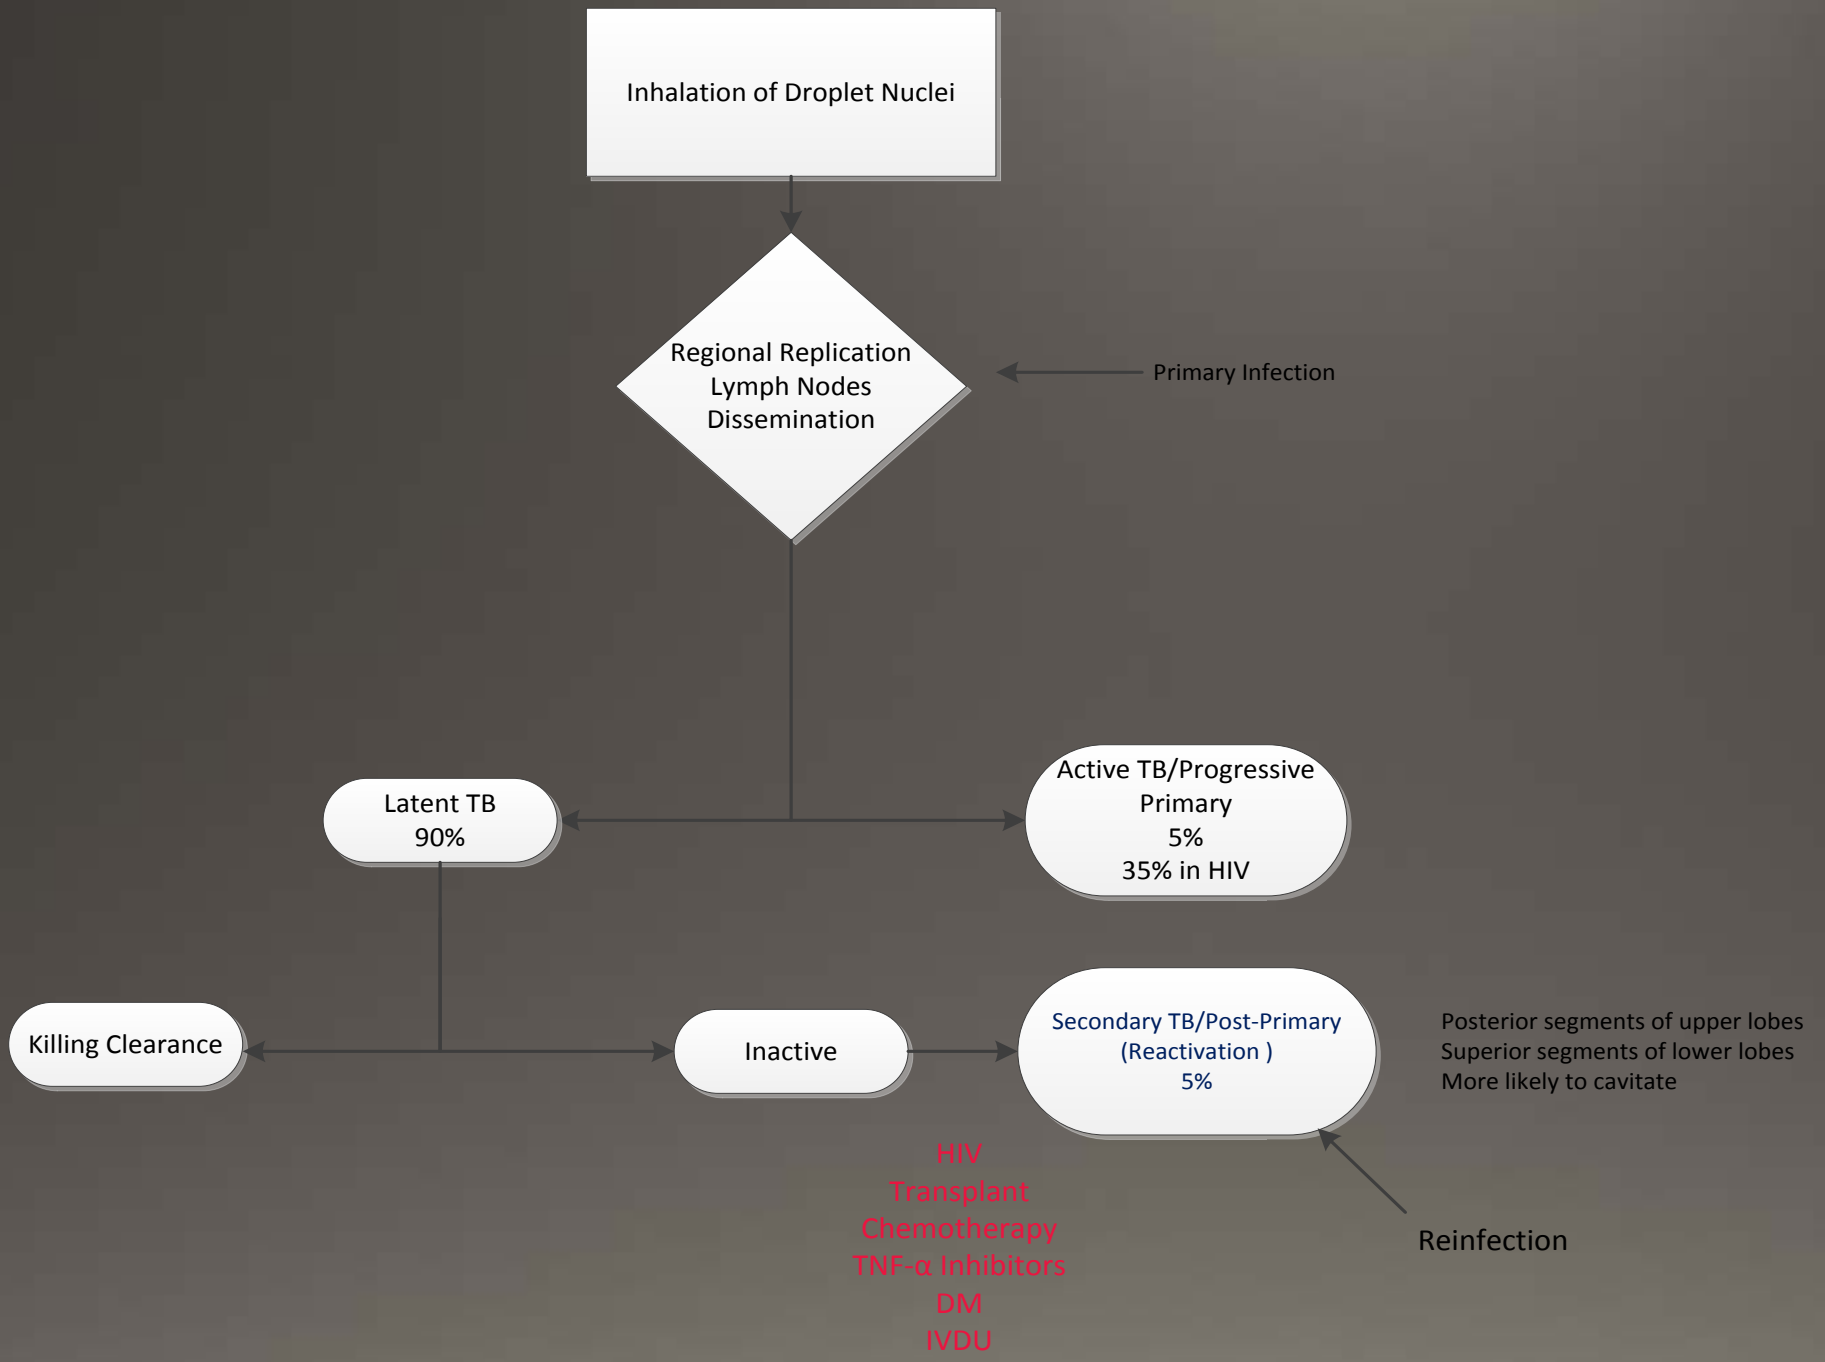 Inhalation of Droplet Nuclei
Regional Replication
Lymph Nodes
Dissemination
Primary Infection
Latent TB
90%
Active TB/Progressive
Primary
5%
35% in HIV
Killing Clearance
Inactive
Secondary TB/Post-Primary
(Reactivation )
5%
Posterior segments of upper lobes
Superior segments of lower lobes
More likely to cavitate
HIV
Transplant
Chemotherapy
TNF-α Inhibitors
DM
IVDU
Reinfection